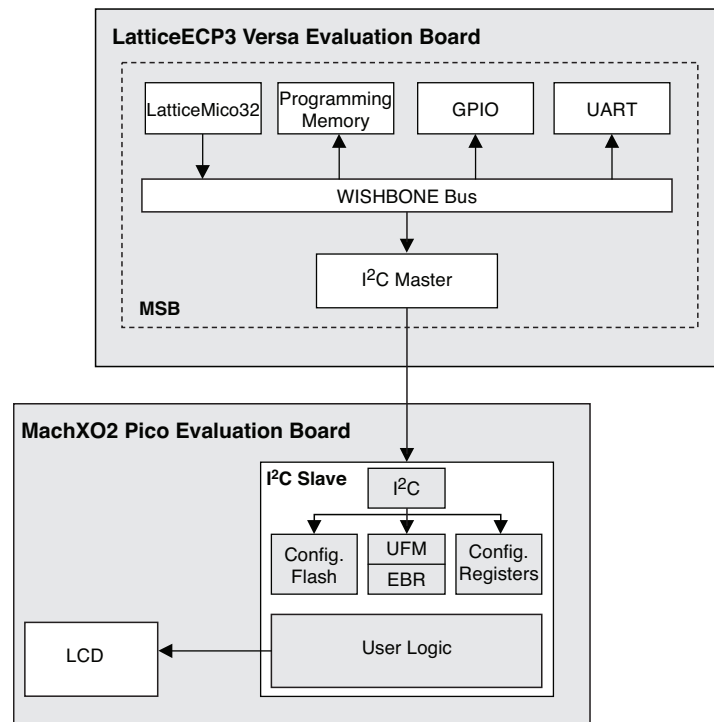 LatticeECP3 Versa Evaluation Board
LatticeMico32
Programming
Memory
GPIO
UART
WISHBONE Bus
I²C Master
MSB
MachXO2 Pico Evaluation Board
I²C Slave
I²C
Config.
Flash
UFM
EBR
Config.
Registers
User Logic
LCD